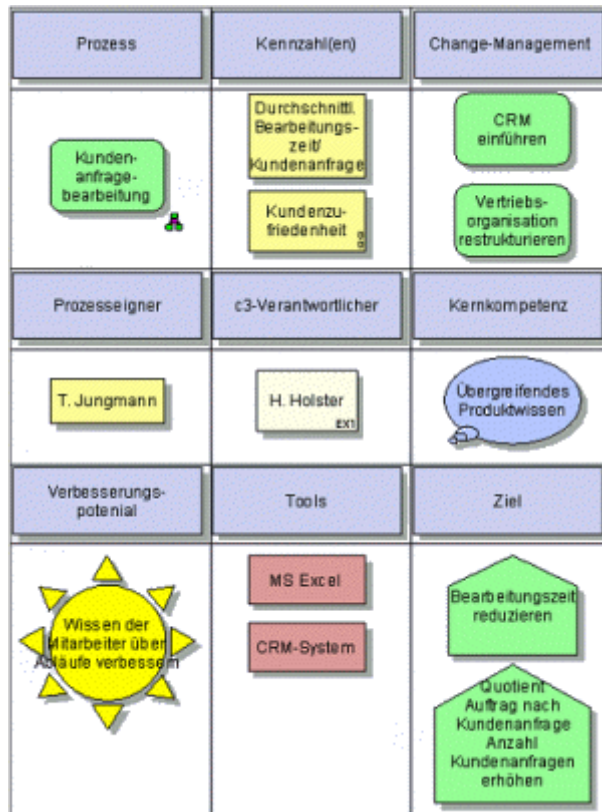 Prozess
Kennzahl(en)
Change-Management
Kunden-
anfrage-
bearbeitung
Durchschnittl.
Bearbeitungs-
zeit/
Kundenanfrage
Kundenzu-
friedenheit
CRM
einführen
Vertriebs-
organisation
restrukturieren
Prozesseigner
c3-Verantwortlicher
Kernkompetenz
T. Jungmann
H. Holster
EX1
Übergreifendes
Produktwissen
Verbesserungs-
potenial
Tools
Ziel
Wissen der
Mitarbeiter über
Abläufe verbessern
MS Excel
CRM-System
Bearbeitungszeit
reduzieren
Quotient
Auftrag nach
Kundenanfrage
Anzahl
Kundenanfragen
erhöhen